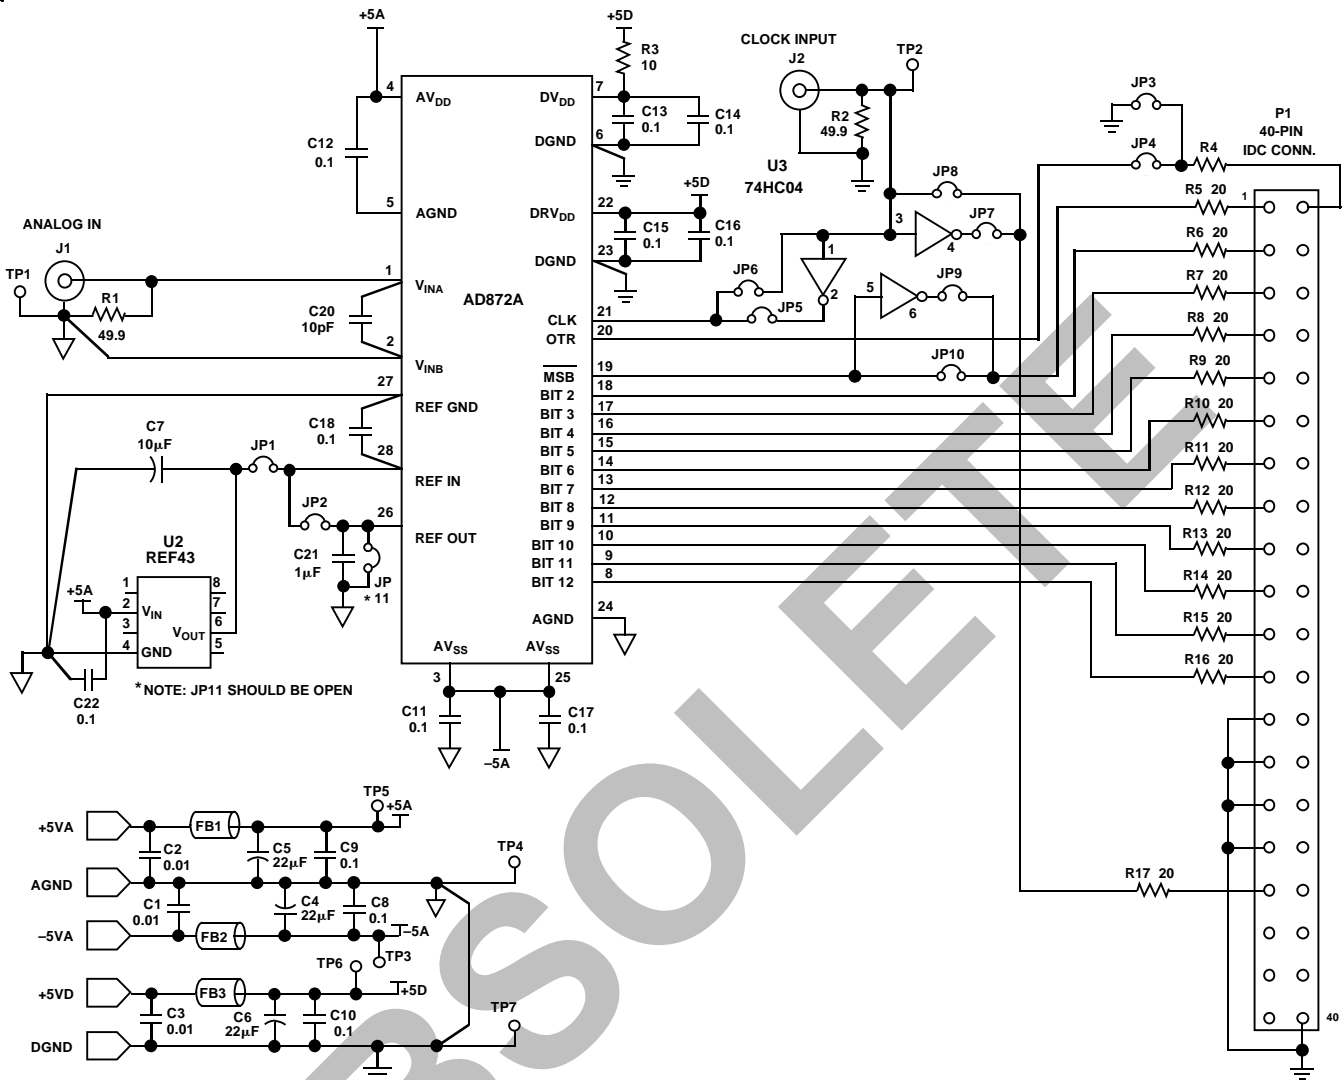 +5A
+5D
R3
10
CLOCK INPUT
J2
TP2
4
AVDD
7
DVDD
C13
0.1
C14
0.1
6
DGND
R2
49.9
JP3
P1
40-PIN
IDC CONN.
JP4
R4
C12
0.1
U3
74HC04
+5D
JP8
R5 20
1
5
AGND
22
DRVDD
C15
0.1
C16
0.1
23
DGND
3
4
JP7
1
2
R6 20
ANALOG IN
J1
TP1
R1
49.9
1
VINA
C20
10pF
2
VINB
AD872A
JP6
JP5
5
6
JP9
R7 20
CLK
21
OTR
20
R8 20
JP10
MSB
19
R9 20
27
REF GND
BIT 2
18
BIT 3
17
R10 20
C7
10µF
JP1
C18
0.1
28
REF IN
BIT 4
16
BIT 5
15
R11 20
BIT 6
14
BIT 7
13
R12 20
JP2
26
REF OUT
BIT 8
12
BIT 9
11
R13 20
U2
REF43
C21
1µF
JP
* 11
BIT 10
10
BIT 11
9
R14 20
BIT 12
8
+5A
1
2
3
4
VIN
VOUT
GND
8
7
6
5
AGND
24
R15 20
AVSS
AVSS
R16 20
3
25
C22
0.1
* NOTE: JP11 SHOULD BE OPEN
C11
0.1
C17
0.1
–5A
TP5
+5A
+5VA
FB1
C2
0.01
C5
22µF
C9
0.1
TP4
AGND
R17 20
C1
0.01
C4
22µF
C8
0.1
–5VA
FB2
–5A
TP3
TP6
+5VD
FB3
+5D
C3
0.01
C6
22µF
C10
0.1
TP7
DGND
40
OBSOLETE